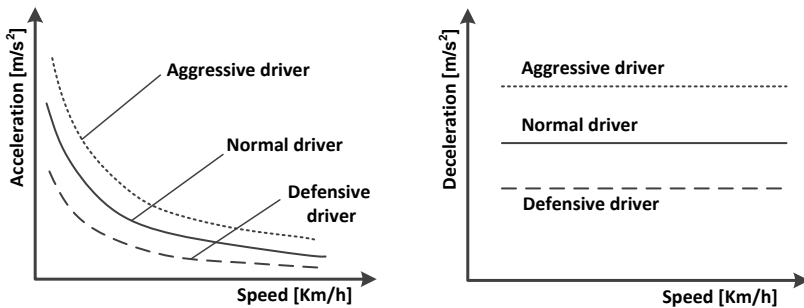 Acceleration [m/s²]
Aggressive driver
Normal driver
Defensive
driver
Speed [Km/h]
Deceleration [m/s²]
Aggressive driver
Normal driver
Defensive driver
Speed [Km/h]